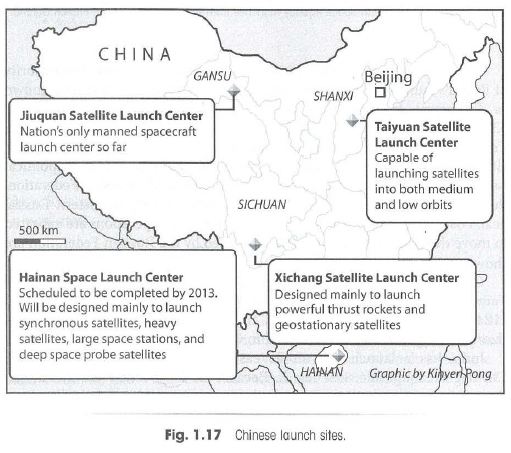 CHINA
GANSU
Beijing
SHANXI
Jiuquan Satellite Launch Center
Nation's only manned spacecraft
launch center so far
Taiyuan Satellite
Launch Center
Capable of
launching satellites
into both medium
and low orbits
SICHUAN
500 km
Hainan Space Launch Center
Scheduled to be completed by 2013.
Will be designed mainly to launch
synchronous satellites, heavy
satellites, large space stations, and
deep space probe satellites
Xichang Satellite Launch Center
Designed mainly to launch
powerful thrust rockets and
geostationary satellites
HAINAN
Graphic by Kinyen Pong
Fig. 1.17 Chinese launch sites.